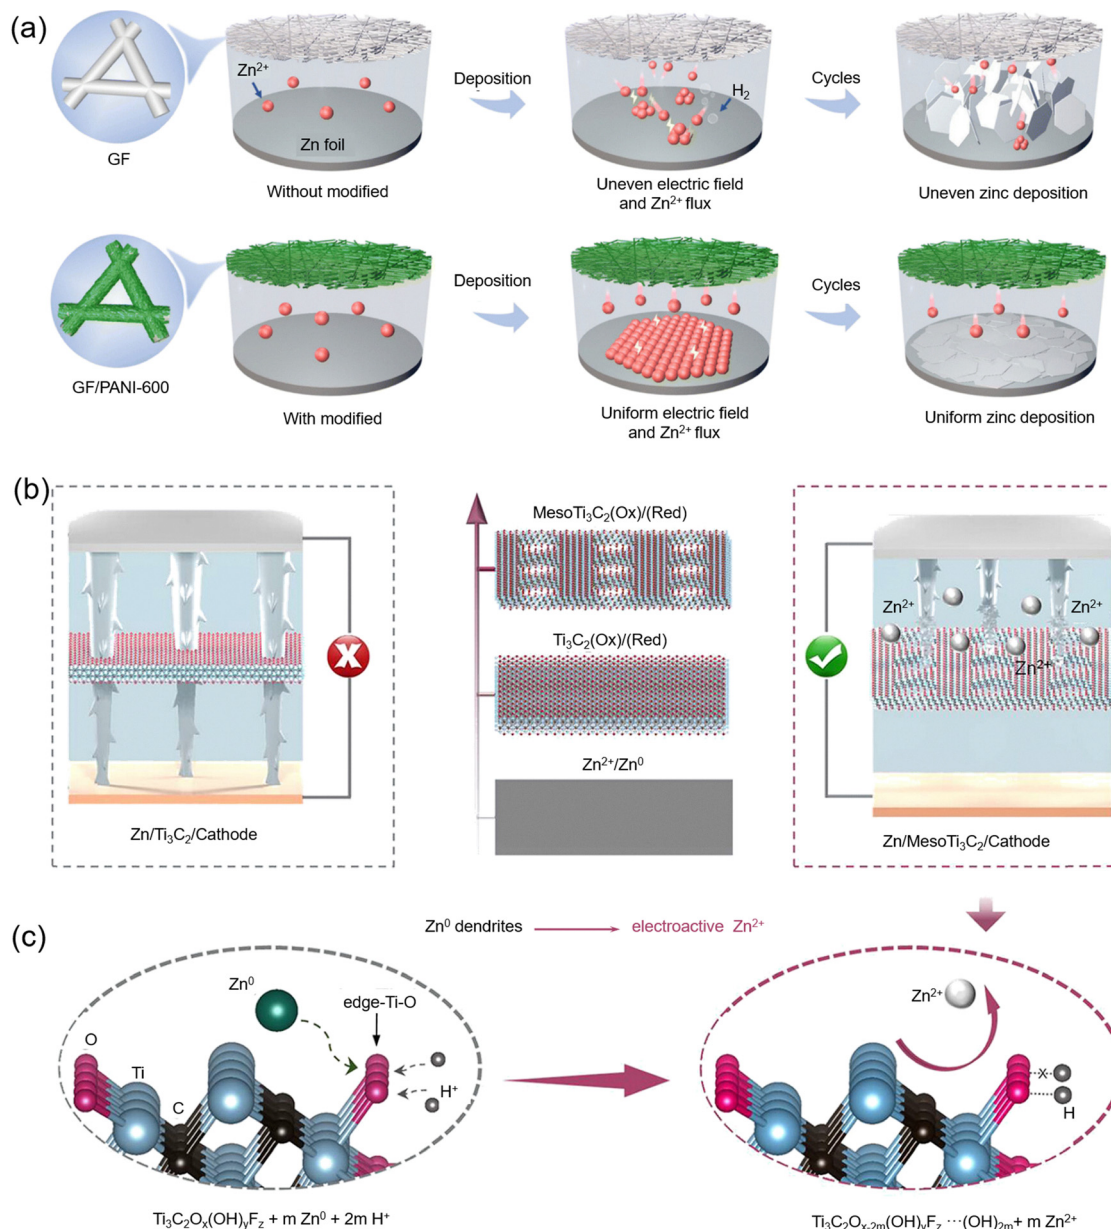 (a)
GF
Zn²⁺
Zn foil
Without modified
Deposition
H₂
Uneven electric field
and Zn²⁺ flux
Cycles
Uneven zinc deposition
GF/PANI-600
With modified
Deposition
Uniform electric field
and Zn²⁺ flux
Cycles
Uniform zinc deposition
(b)
Zn/Ti₃C₂/Cathode
MesoTi₃C₂(Ox)/(Red)
Ti₃C₂(Ox)/(Red)
Zn²⁺/Zn⁰
Zn²⁺
Zn²⁺
Zn²⁺
Zn/MesoTi₃C₂/Cathode
(c)
Zn⁰ dendrites
electroactive Zn²⁺
Zn⁰
edge-Ti-O
O
Ti
C
H⁺
Ti₃C₂Oₓ(OH)ᵧF_z + m Zn⁰ + 2m H⁺
Zn²⁺
x
H
Ti₃C₂Oₓ₋₂ₘ(OH)ᵧF_z ···(OH)₂ₘ + m Zn²⁺